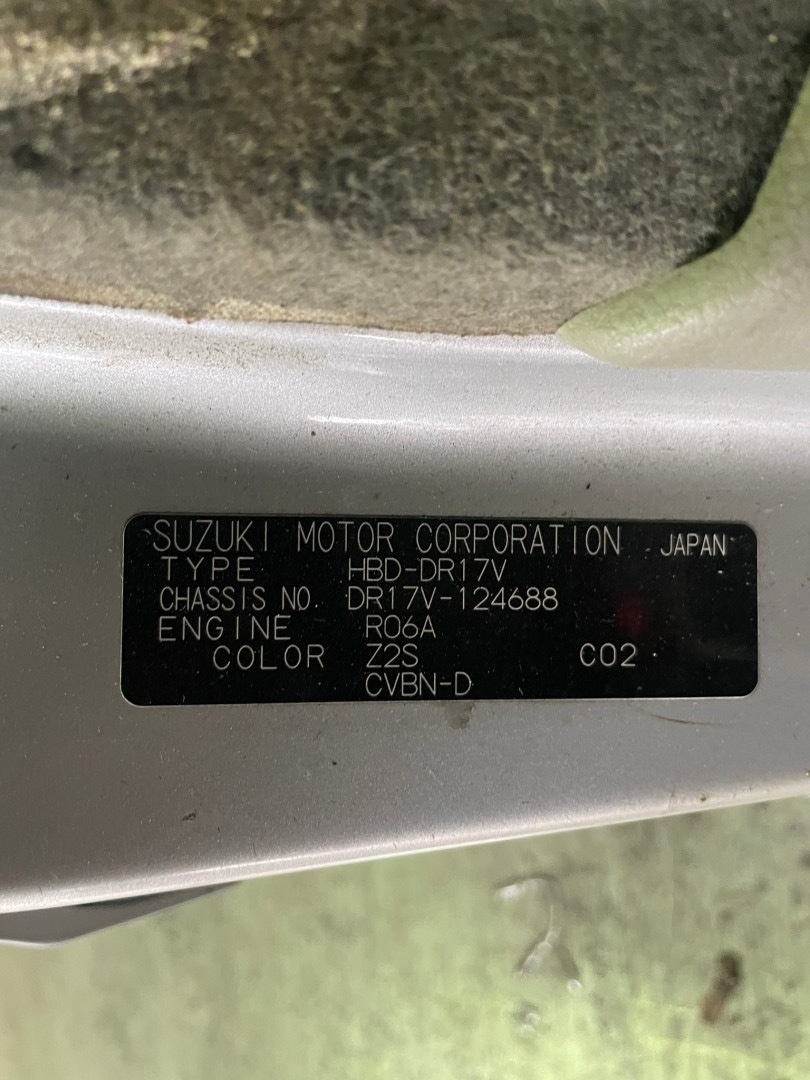 SUZUKI MOTOR CORPORATION JAPAN
TYPE HBD-DR17V
CHASSIS NO. DR17V-124688
ENGINE R06A
COLOR Z2S C02
CVBN-D